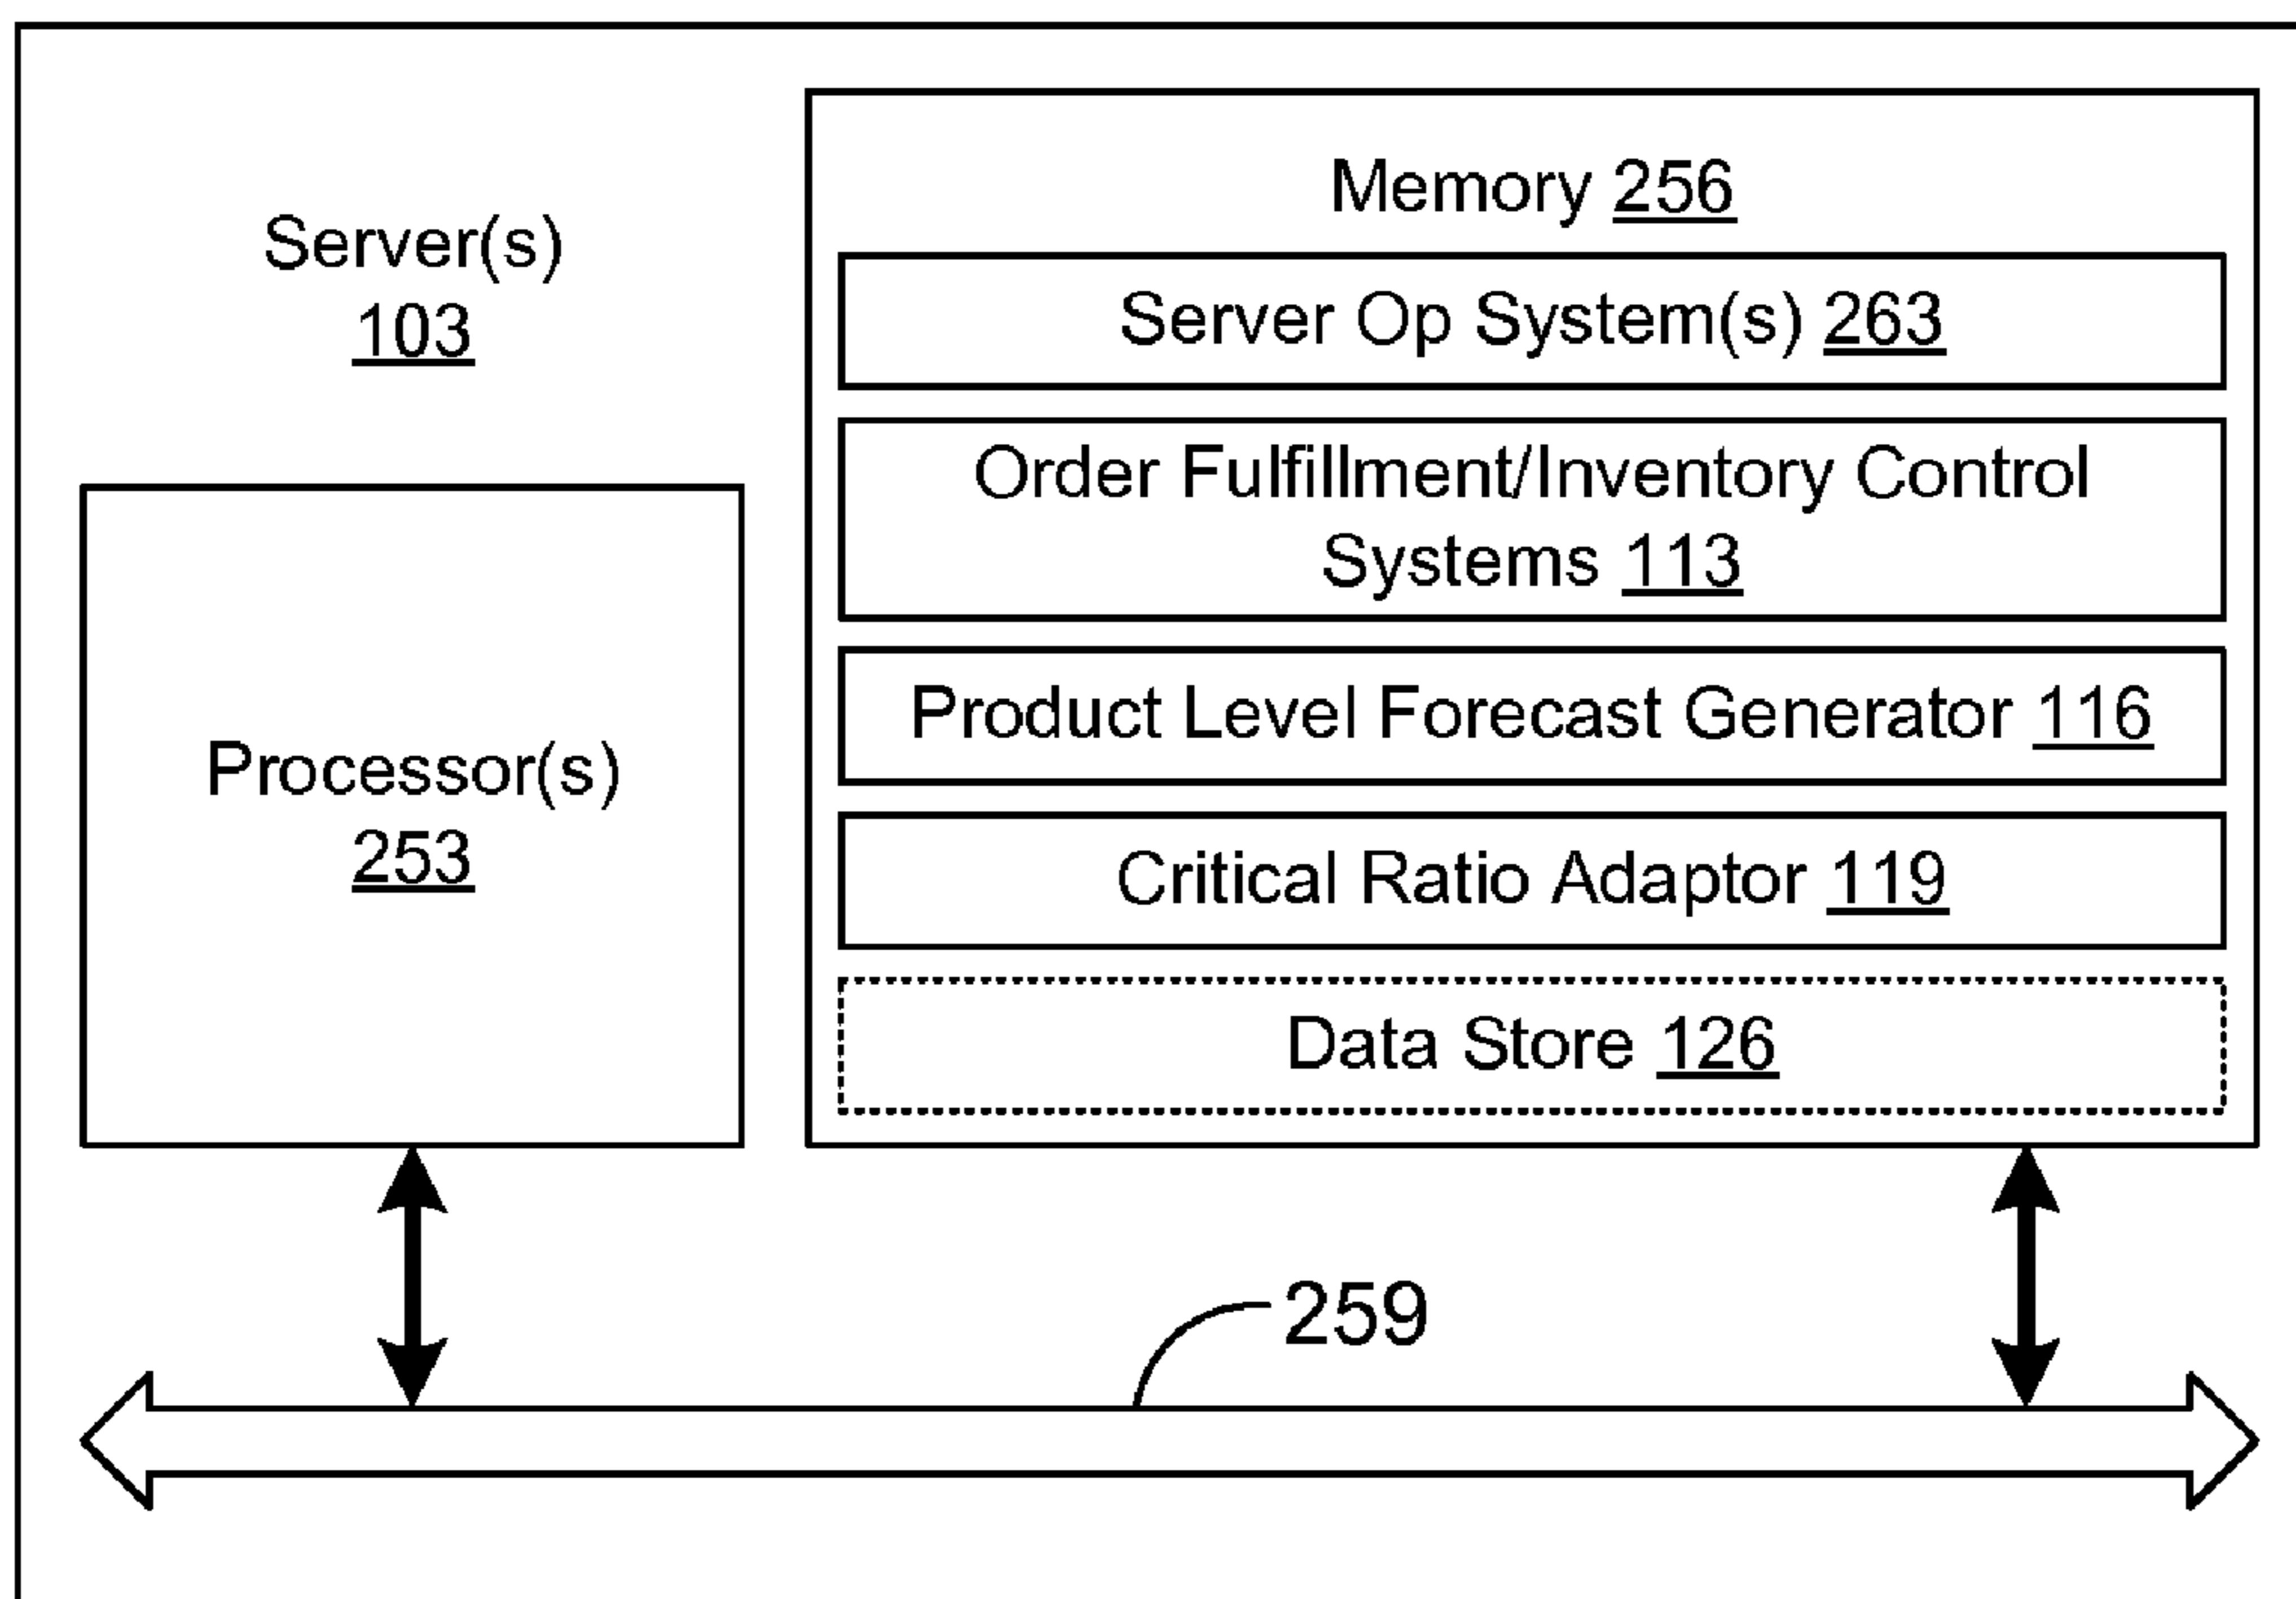 Server(s)
103
Memory 256
Server Op System(s) 263
Order Fulfillment/Inventory Control
Systems 113
Product Level Forecast Generator 116
Critical Ratio Adaptor 119
Data Store 126
Processor(s)
253
259